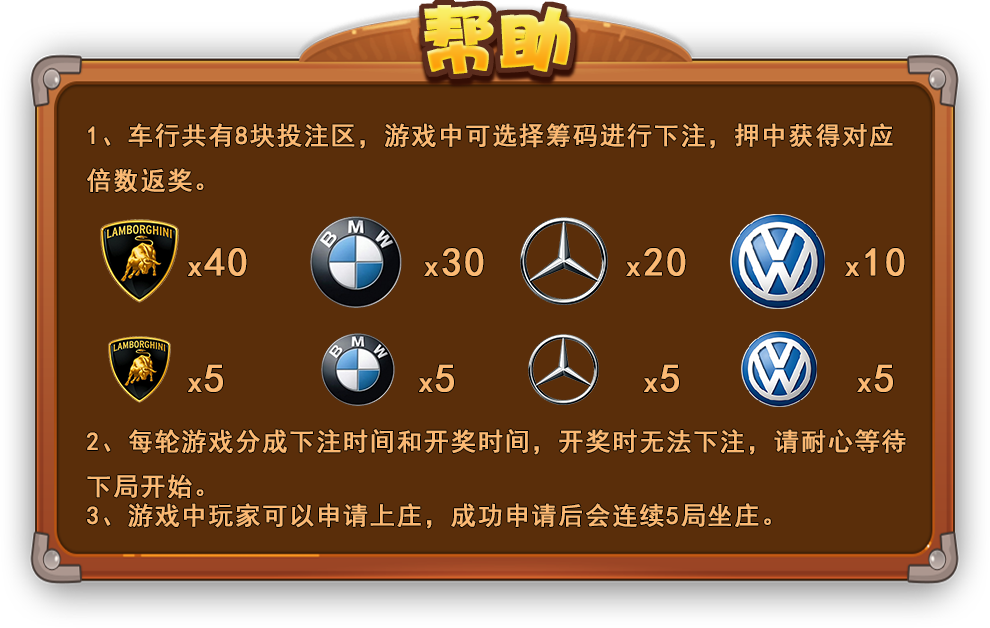 帮助
1、车行共有8块投注区，游戏中可选择筹码进行下注，押中获得对应
倍数返奖。
LAMBORGHINI x40 BMW x30 x20 x10
LAMBORGHINI x5 BMW x5 x5 x5
2、每轮游戏分成下注时间和开奖时间，开奖时无法下注，请耐心等待
下局开始。
3、游戏中玩家可以申请上庄，成功申请后会连续5局坐庄。